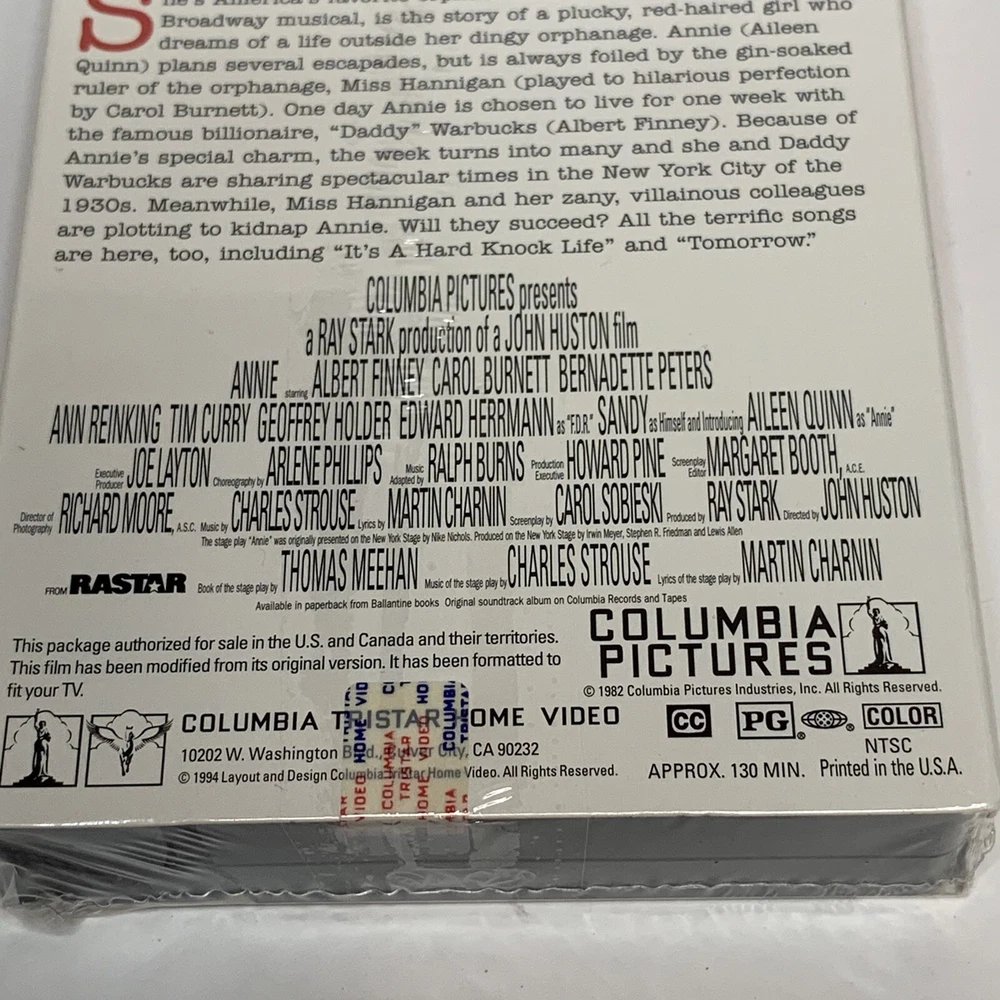 S
Broadway musical, is the story of a plucky, red-haired girl who
dreams of a life outside her dingy orphanage. Annie (Aileen
Quinn) plans several escapades, but is always foiled by the gin-soaked
ruler of the orphanage, Miss Hannigan (played to hilarious perfection
by Carol Burnett). One day Annie is chosen to live for one week with
the famous billionaire, "Daddy" Warbucks (Albert Finney). Because of
Annie's special charm, the week turns into many and she and Daddy
Warbucks are sharing spectacular times in the New York City of the
1930s. Meanwhile, Miss Hannigan and her zany, villainous colleagues
are plotting to kidnap Annie. Will they succeed? All the terrific songs
are here, too, including "It's A Hard Knock Life" and "Tomorrow."
COLUMBIA PICTURES presents
a RAY STARK production of a JOHN HUSTON film
ANNIE starring ALBERT FINNEY CAROL BURNETT BERNADETTE PETERS
ANN REINKING TIM CURRY GEOFFREY HOLDER EDWARD HERRMANN as "F.D.R." SANDY as Himself and Introducing AILEEN QUINN as "Annie"
Executive Producer JOE LAYTON Choreography by ARLENE PHILLIPS Music Adapted by RALPH BURNS Production Executive HOWARD PINE Screenplay Editor MARGARET BOOTH, A.C.E.
Director of Photography RICHARD MOORE, A.S.C. Music by CHARLES STROUSE Lyrics by MARTIN CHARNIN Screenplay by CAROL SOBIESKI Produced by RAY STARK Directed by JOHN HUSTON
The stage play "Annie" was originally presented on the New York Stage by Mike Nichols. Produced on the New York Stage by Irwin Meyer, Stephen R. Friedman and Lewis Allen
FROM RASTAR Book of the stage play by THOMAS MEEHAN Music of the stage play by CHARLES STROUSE Lyrics of the stage play by MARTIN CHARNIN
Available in paperback from Ballantine books Original soundtrack album on Columbia Records and Tapes
This package authorized for sale in the U.S. and Canada and their territories.
This film has been modified from its original version. It has been formatted to
fit your TV.
COLUMBIA
PICTURES
© 1982 Columbia Pictures Industries, Inc. All Rights Reserved.
COLUMBIA TRISTAR HOME VIDEO
10202 W. Washington Blvd., Culver City, CA 90232
© 1994 Layout and Design Columbia TriStar Home Video. All Rights Reserved.
CC PG ® ® COLOR
NTSC
APPROX. 130 MIN. Printed in the U.S.A.
HOME VIDEO
COLUMBIA
TRISTAR
HOME VIDEO
COLUMBIA
TRISTAR